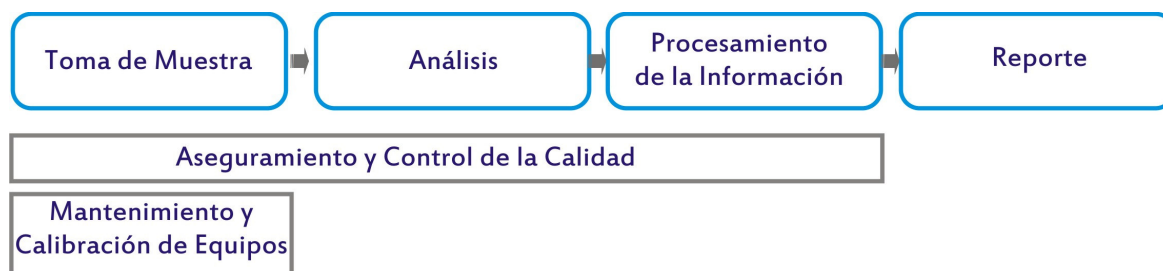 Toma de Muestra
Análisis
Procesamiento
de la Información
Reporte
Aseguramiento y Control de la Calidad
Mantenimiento y
Calibración de Equipos